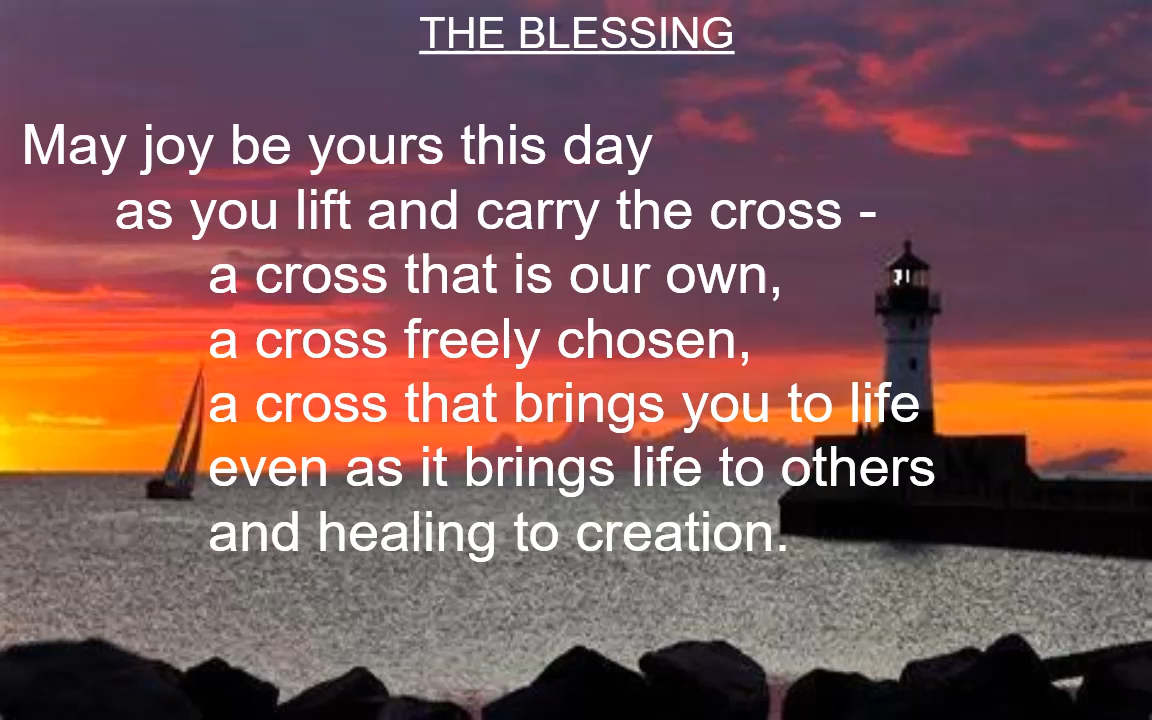 THE BLESSING
May joy be yours this day
as you lift and carry the cross -
a cross that is our own,
a cross freely chosen,
a cross that brings you to life
even as it brings life to others
and healing to creation.